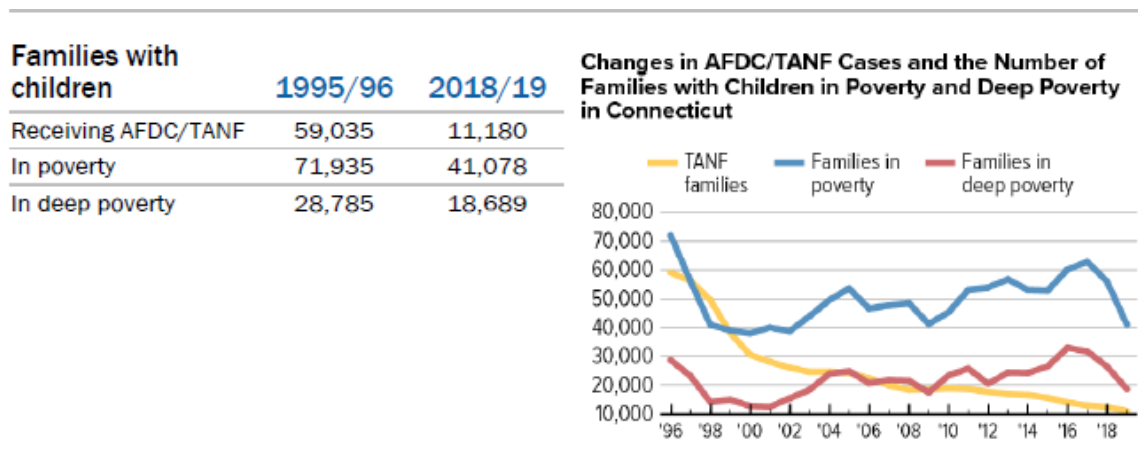 Families with
children 1995/96 2018/19
Receiving AFDC/TANF 59,035 11,180
In poverty 71,935 41,078
In deep poverty 28,785 18,689
Changes in AFDC/TANF Cases and the Number of
Families with Children in Poverty and Deep Poverty
in Connecticut
TANF
families
Families in
poverty
Families in
deep poverty
80,000
70,000
60,000
50,000
40,000
30,000
20,000
10,000
'96 '98 '00 '02 '04 '06 '08 '10 '12 '14 '16 '18